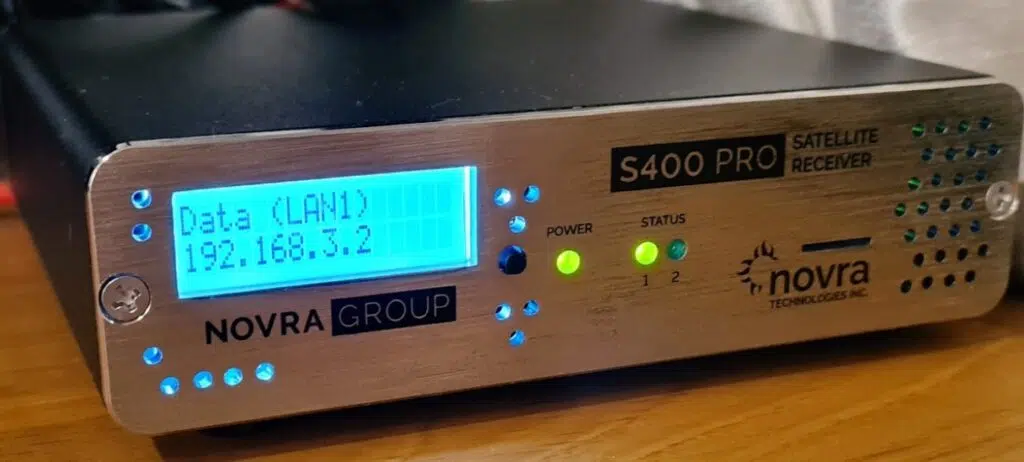 Data (LAN1)
192.168.3.2
NOVRA GROUP
S400 PRO
SATELLITE
RECEIVER
POWER
STATUS
1 2
novra
TECHNOLOGIES INC.